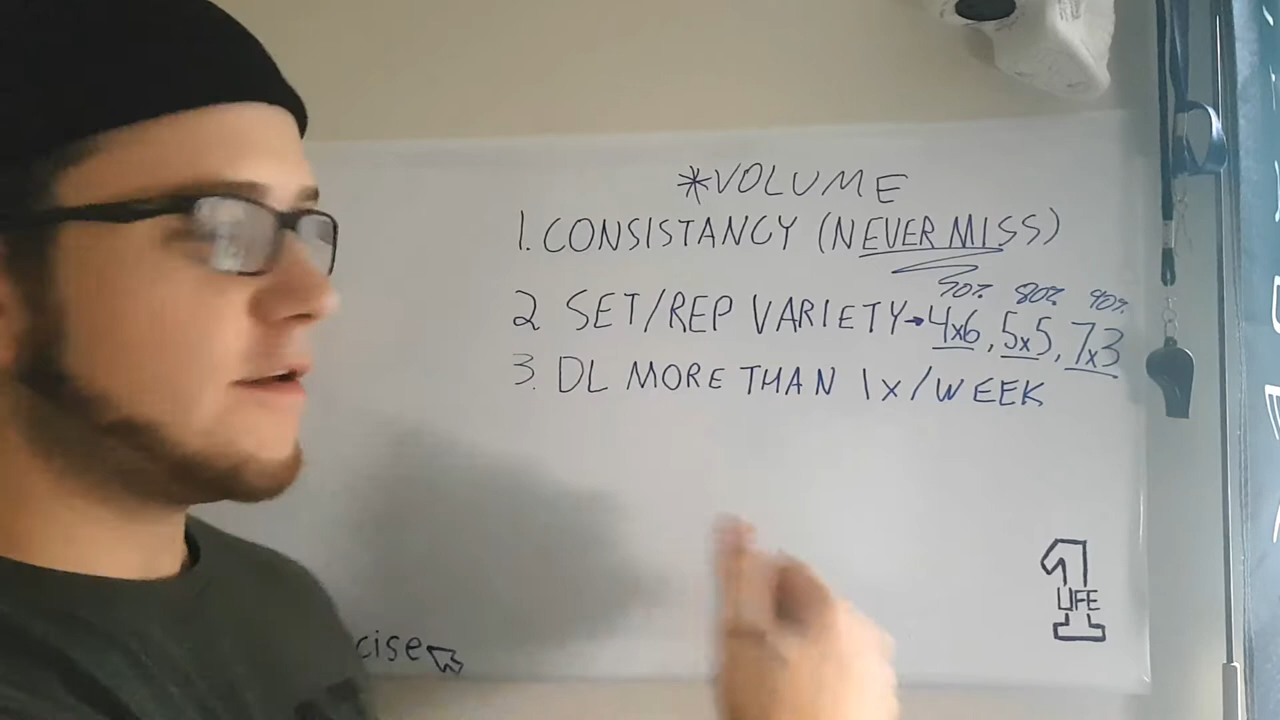 *VOLUME
1. CONSISTANCY (NEVER MISS)
70% 80% 90%
2 SET/REP VARIETY→4x6, 5x5, 7x3
3. DL MORE THAN 1x/WEEK
1
LIFE
cise